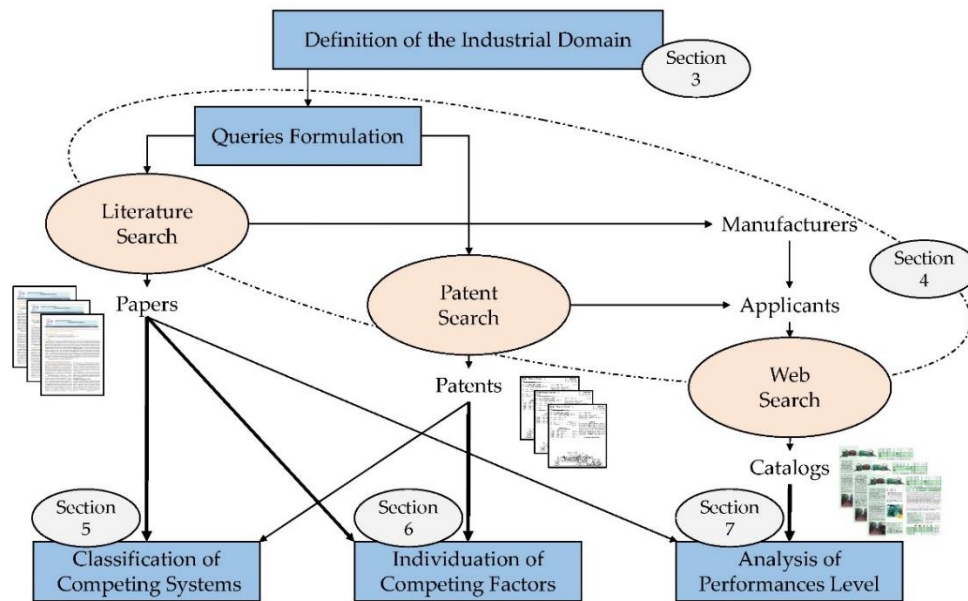 Definition of the Industrial Domain
Section
3
Queries Formulation
Literature
Search
Manufacturers
Section
4
Papers
Patent
Search
Applicants
Patents
Web
Search
Catalogs
Section
5
Section
6
Section
7
Classification of
Competing Systems
Individuation of
Competing Factors
Analysis of
Performances Level